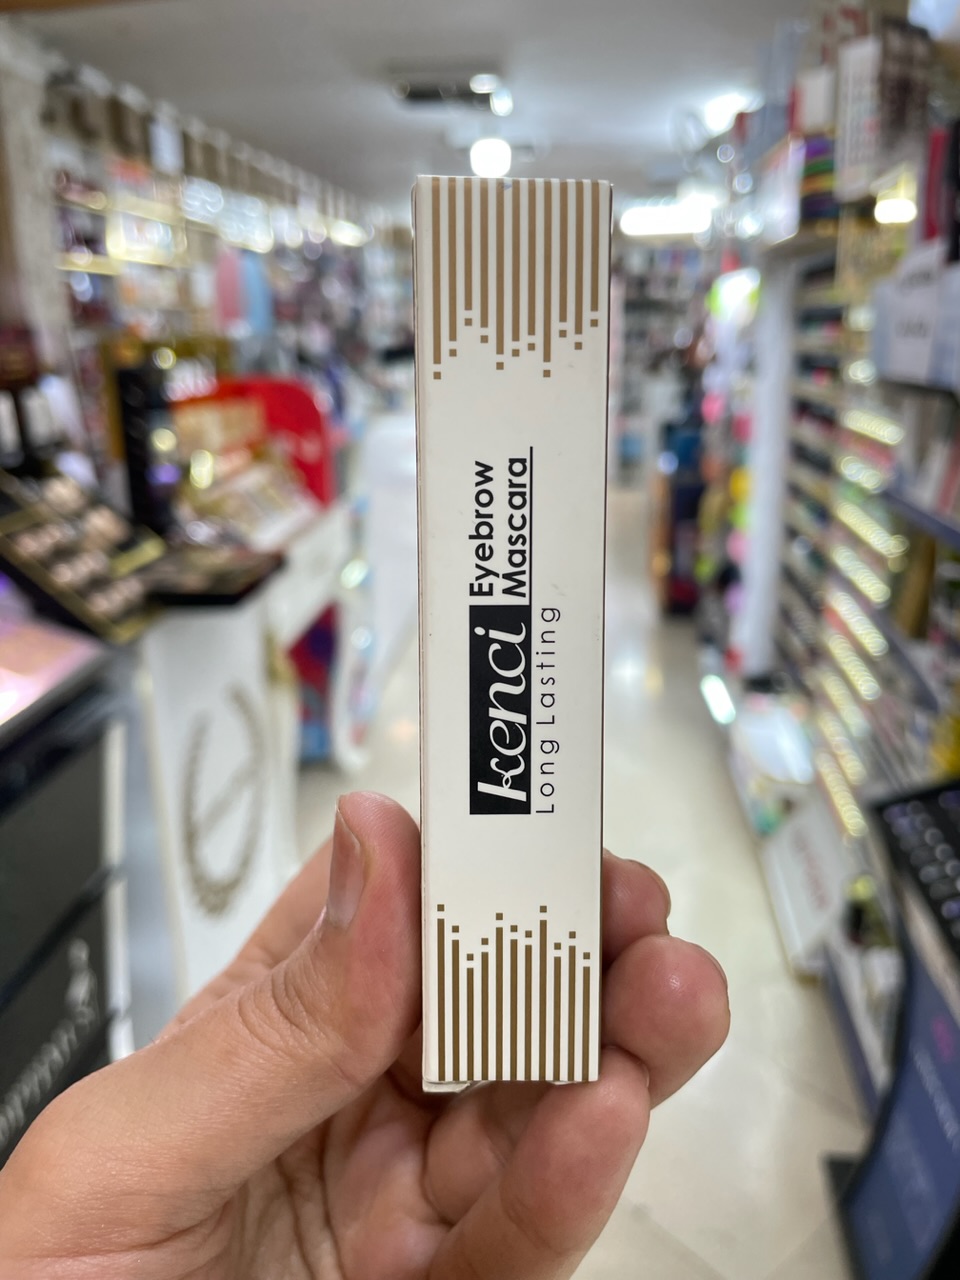 kenci
Eyebrow
Mascara
Long Lasting